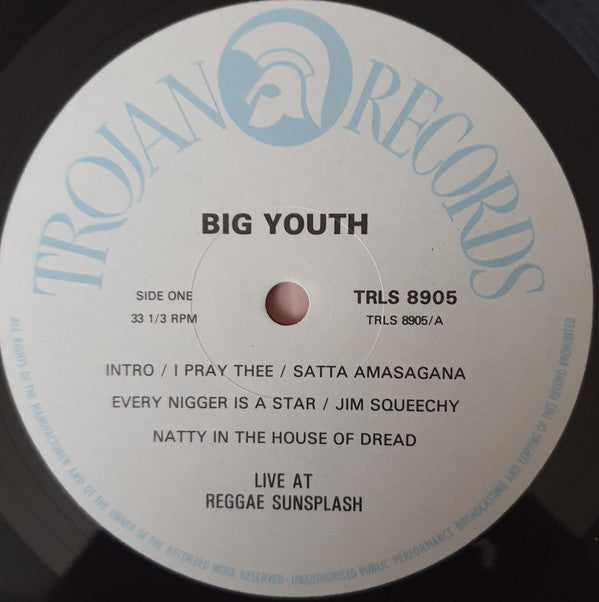 TROJAN RECORDS
BIG YOUTH
SIDE ONE
33 1/3 RPM
TRLS 8905
TRLS 8905/A
INTRO / I PRAY THEE / SATTA AMASAGANA
EVERY NIGGER IS A STAR / JIM SQUEECHY
NATTY IN THE HOUSE OF DREAD
LIVE AT
REGGAE SUNSPLASH
ALL RIGHTS OF THE MANUFACTURER AND OF THE OWNER OF THE RECORDED WORK RESERVED · UNAUTHORISED PUBLIC PERFORMANCE BROADCASTING AND COPYING OF THIS RECORD PROHIBITED